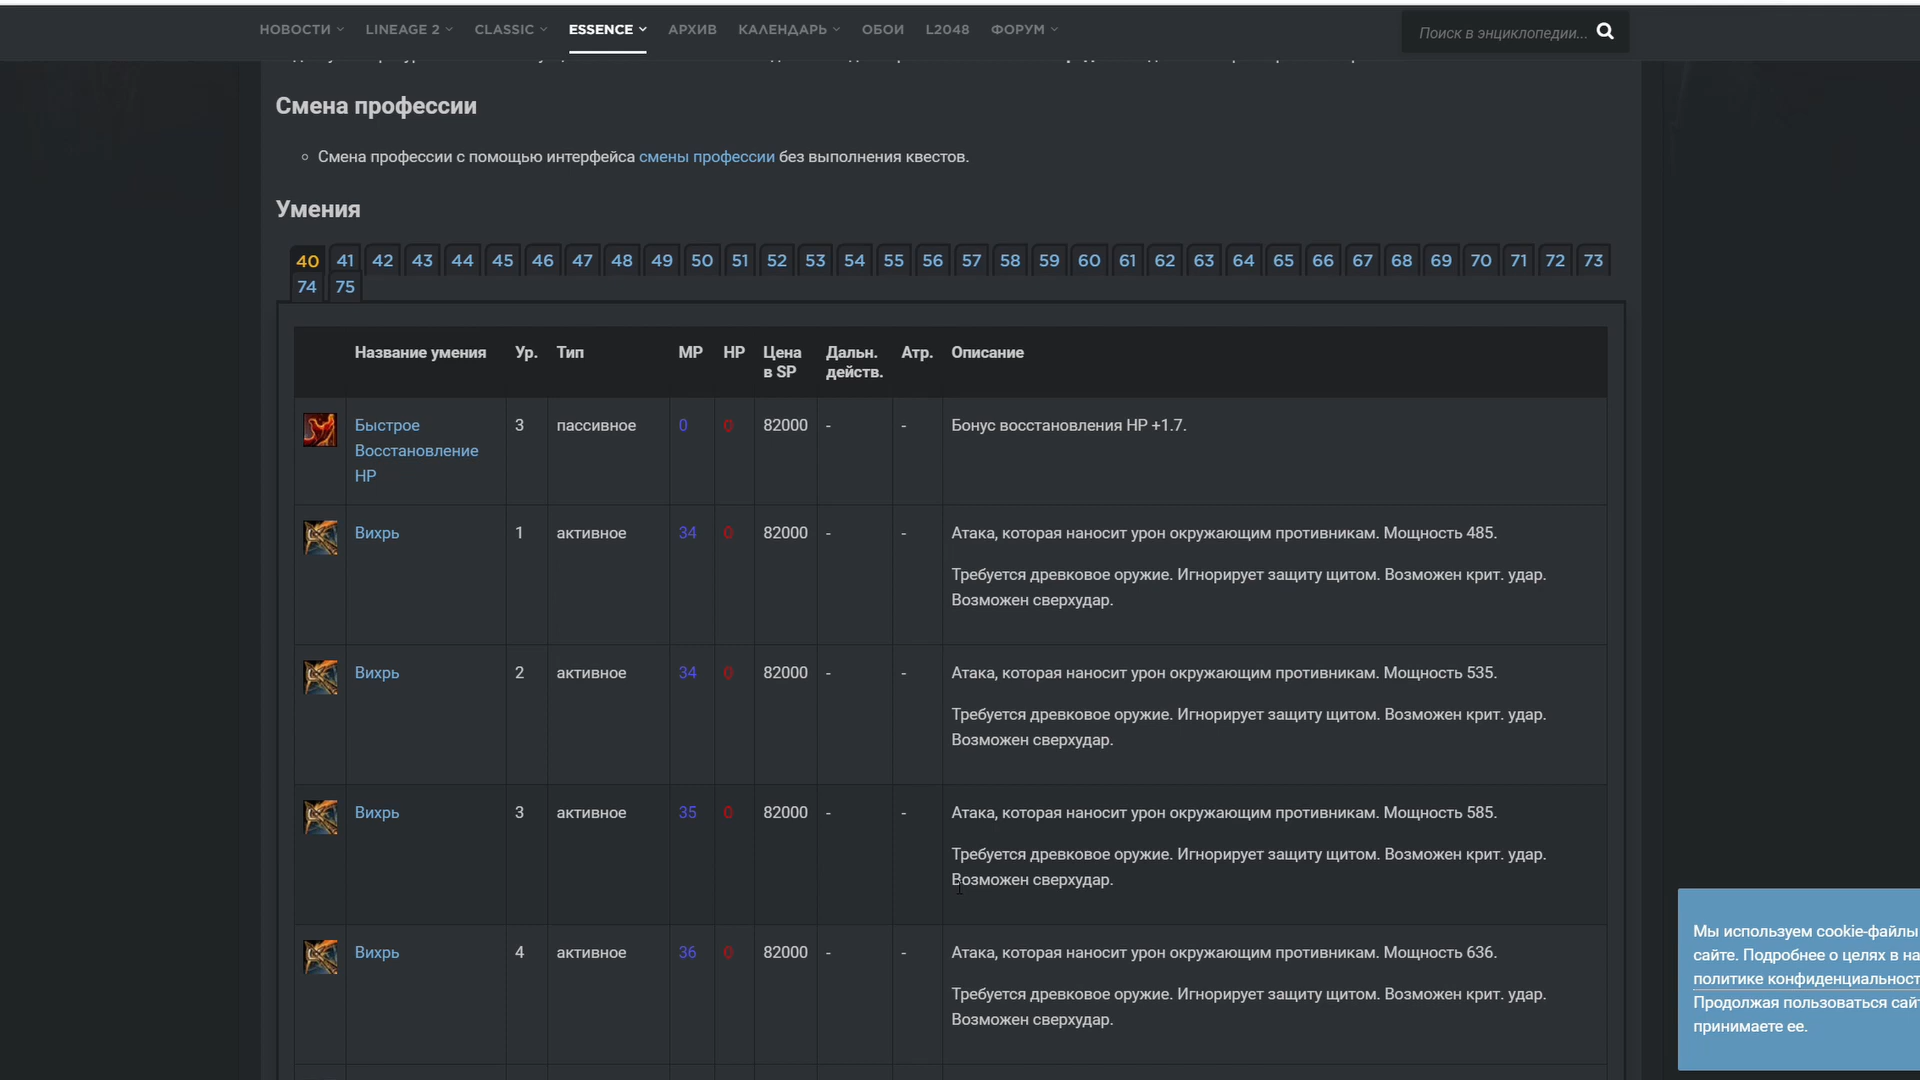 НОВОСТИ LINEAGE 2 CLASSIC ESSENCE АРХИВ КАЛЕНДАРЬ ОБОИ L2048 ФОРУМ Поиск в энциклопедии...
Смена профессии
Смена профессии с помощью интерфейса смены профессии без выполнения квестов.
Умения
40 41 42 43 44 45 46 47 48 49 50 51 52 53 54 55 56 57 58 59 60 61 62 63 64 65 66 67 68 69 70 71 72 73
74 75
Название умения Ур. Тип MP HP Цена в SP Дальн. действ. Атр. Описание
Быстрое Восстановление HP 3 пассивное 0 0 82000 - - Бонус восстановления HP +1.7.
Вихрь 1 активное 34 0 82000 - - Атака, которая наносит урон окружающим противникам. Мощность 485.
Требуется древковое оружие. Игнорирует защиту щитом. Возможен крит. удар.
Возможен сверхудар.
Вихрь 2 активное 34 0 82000 - - Атака, которая наносит урон окружающим противникам. Мощность 535.
Требуется древковое оружие. Игнорирует защиту щитом. Возможен крит. удар.
Возможен сверхудар.
Вихрь 3 активное 35 0 82000 - - Атака, которая наносит урон окружающим противникам. Мощность 585.
Требуется древковое оружие. Игнорирует защиту щитом. Возможен крит. удар.
Возможен сверхудар.
Вихрь 4 активное 36 0 82000 - - Атака, которая наносит урон окружающим противникам. Мощность 636.
Требуется древковое оружие. Игнорирует защиту щитом. Возможен крит. удар.
Возможен сверхудар.
Мы используем cookie-файлы
сайте. Подробнее о целях в на
политике конфиденциальност
Продолжая пользоваться сай
принимаете ее.